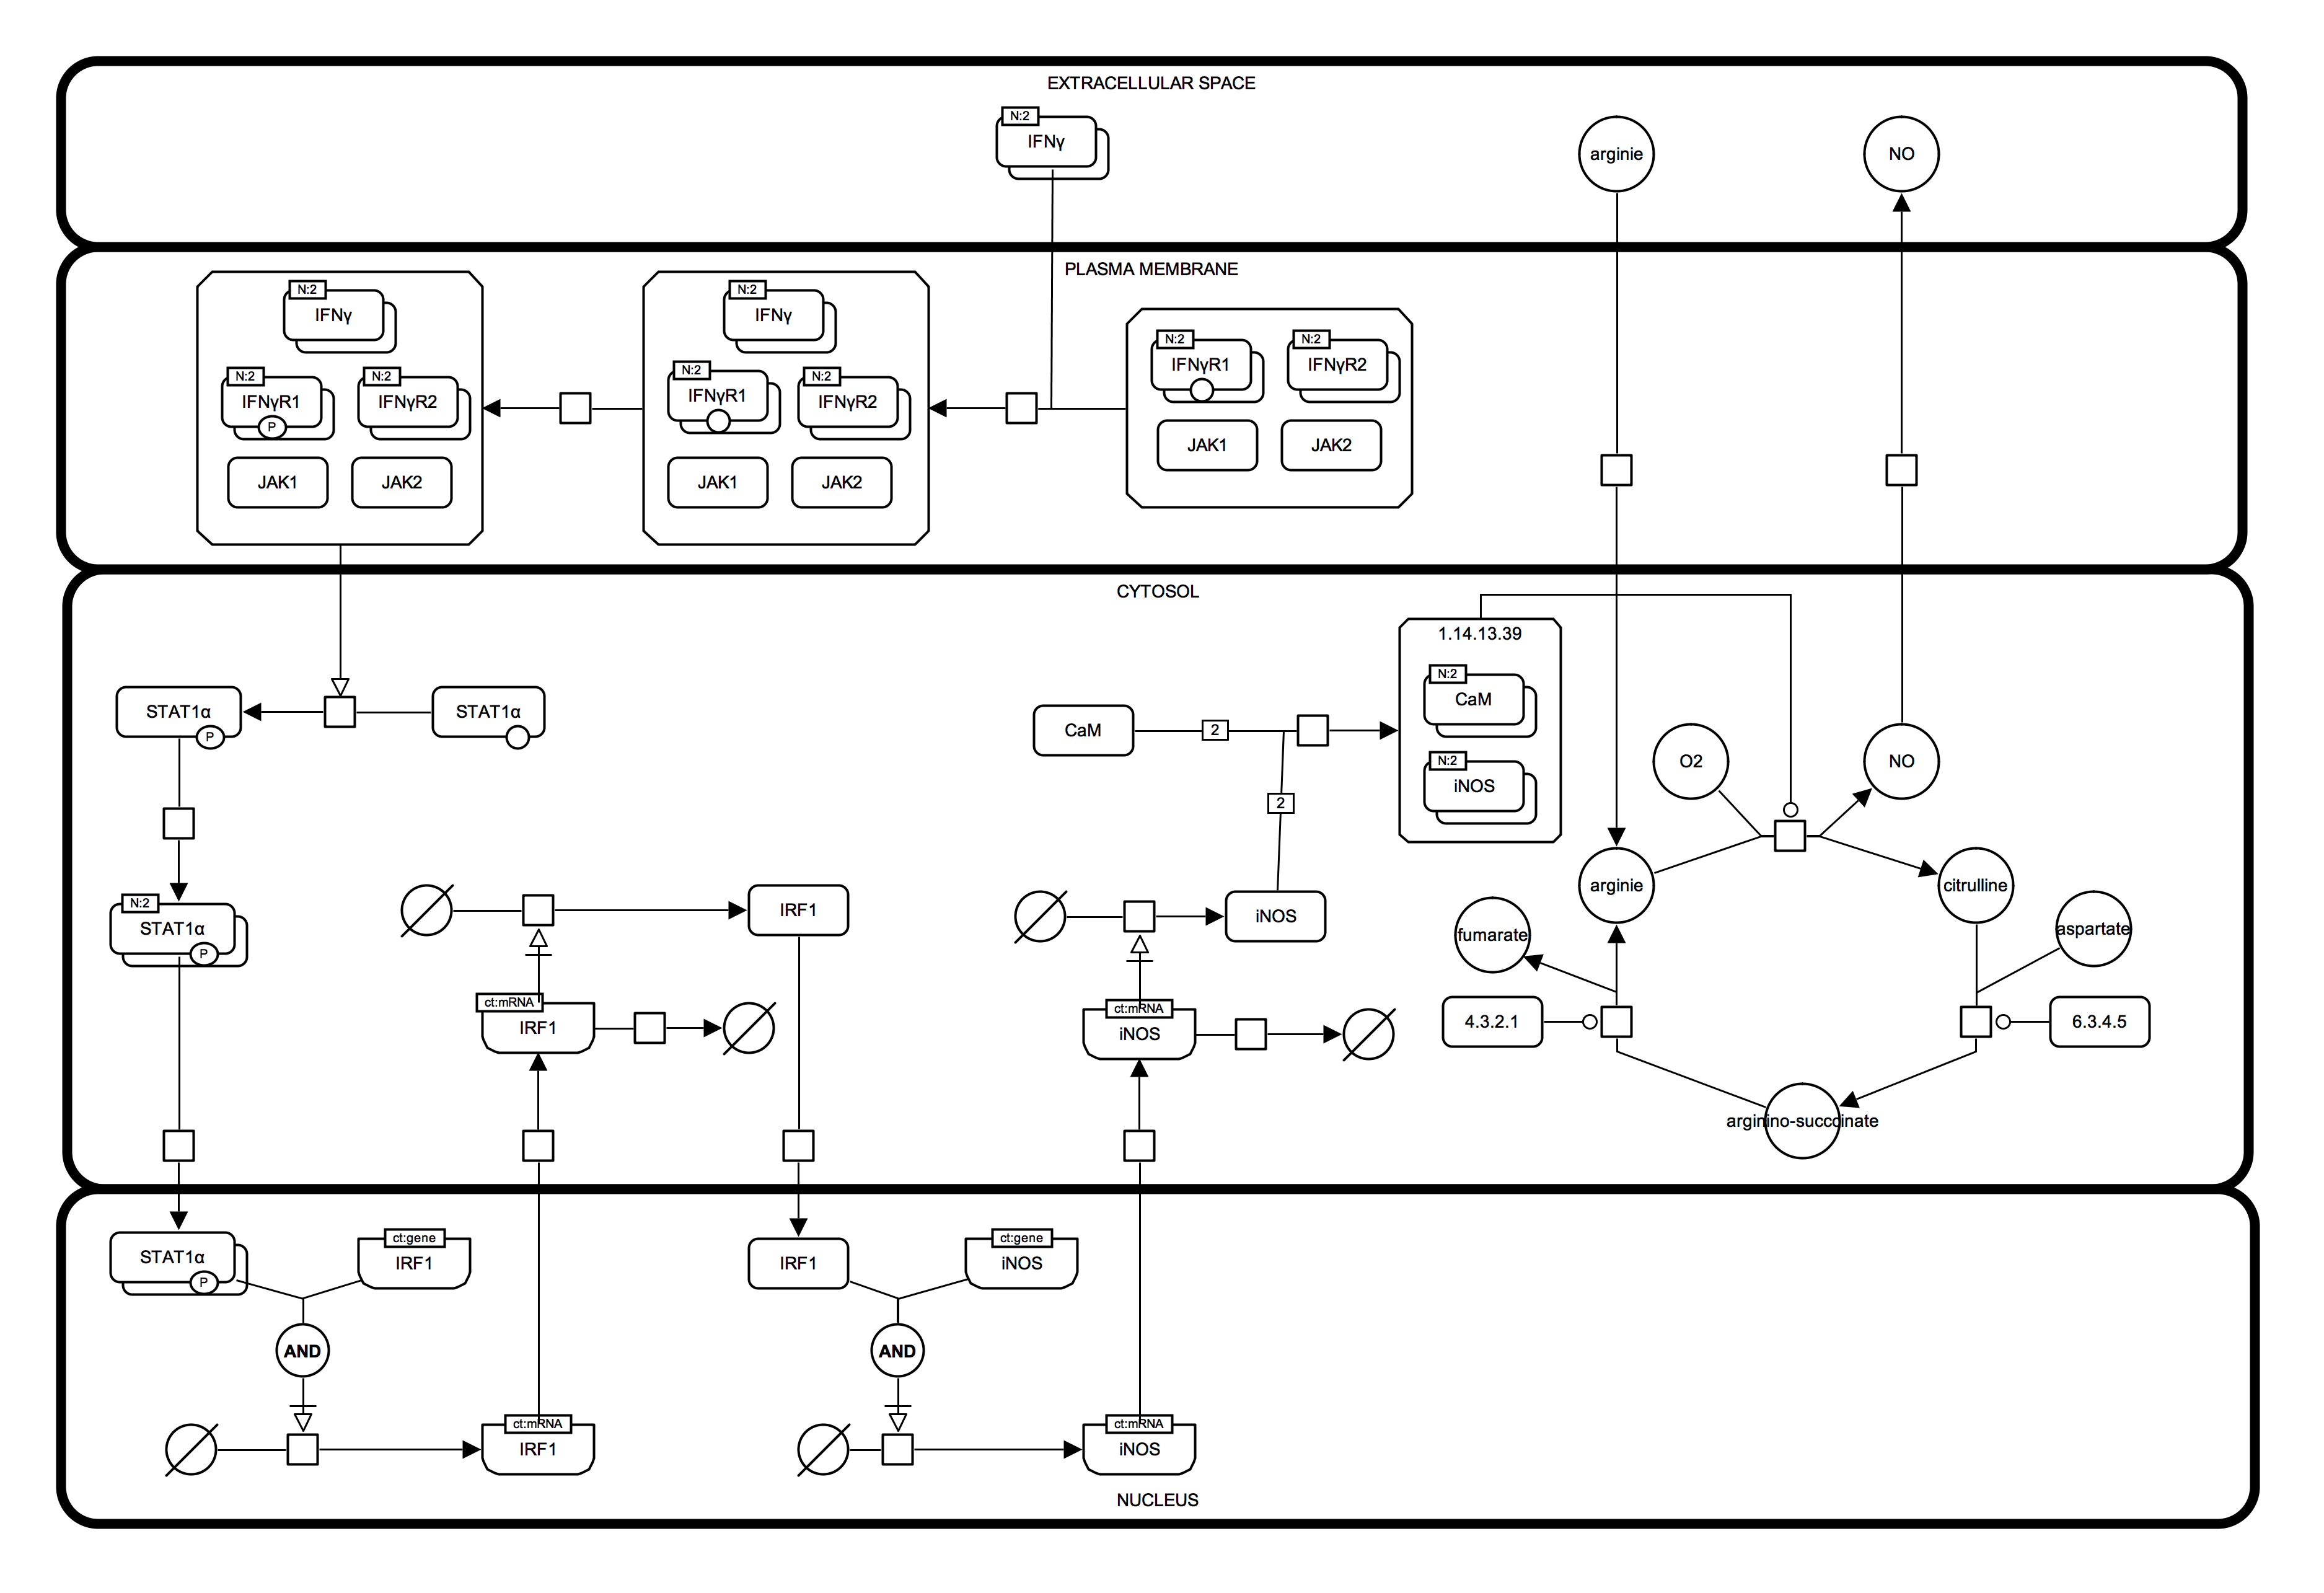 EXTRACELLULAR SPACE
N:2
IFNγ
arginie
NO
PLASMA MEMBRANE
N:2
IFNγ
N:2
IFNγR1
P
N:2
IFNγR2
JAK1
JAK2
N:2
IFNγ
N:2
IFNγR1
N:2
IFNγR2
JAK1
JAK2
N:2
IFNγR1
N:2
IFNγR2
JAK1
JAK2
CYTOSOL
STAT1α
P
STAT1α
CaM
2
2
1.14.13.39
N:2
CaM
N:2
iNOS
O2
NO
N:2
STAT1α
P
IRF1
iNOS
arginie
citrulline
fumarate
aspartate
ct:mRNA
IRF1
ct:mRNA
iNOS
4.3.2.1
6.3.4.5
arginino-succcinate
STAT1α
P
ct:gene
IRF1
IRF1
ct:gene
iNOS
AND
AND
ct:mRNA
IRF1
ct:mRNA
iNOS
NUCLEUS